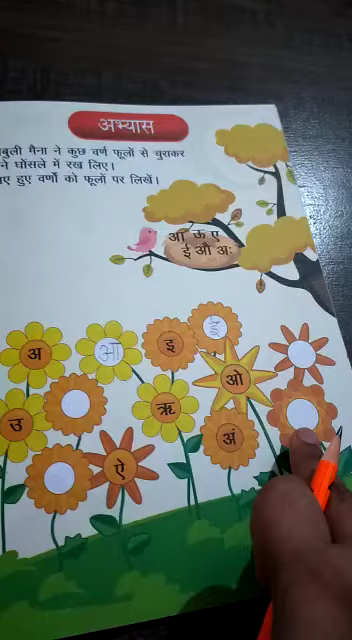 अभ्यास
बुली मैना ने कुछ वर्ण फूलों से चुराकर
ने घोंसले में रख लिए।
ए हुए वर्णों को फूलों पर लिखें।
आ ऊ ए
ई औ अः
अ आ इ ई
उ ऋ ओ
ऐ अं